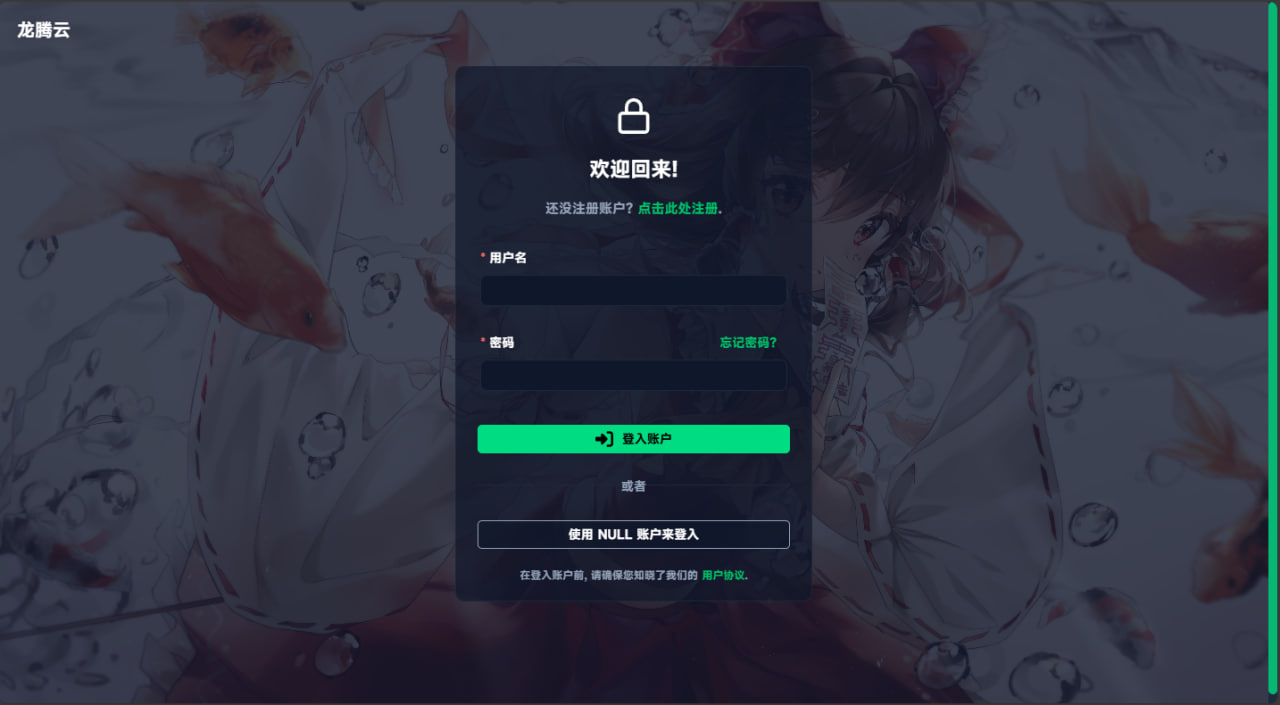 龙腾云
欢迎回来!
还没注册账户? 点击此处注册.
* 用户名
* 密码
忘记密码?
登入账户
或者
使用 NULL 账户来登入
在登入账户前, 请确保您知晓了我们的 用户协议.